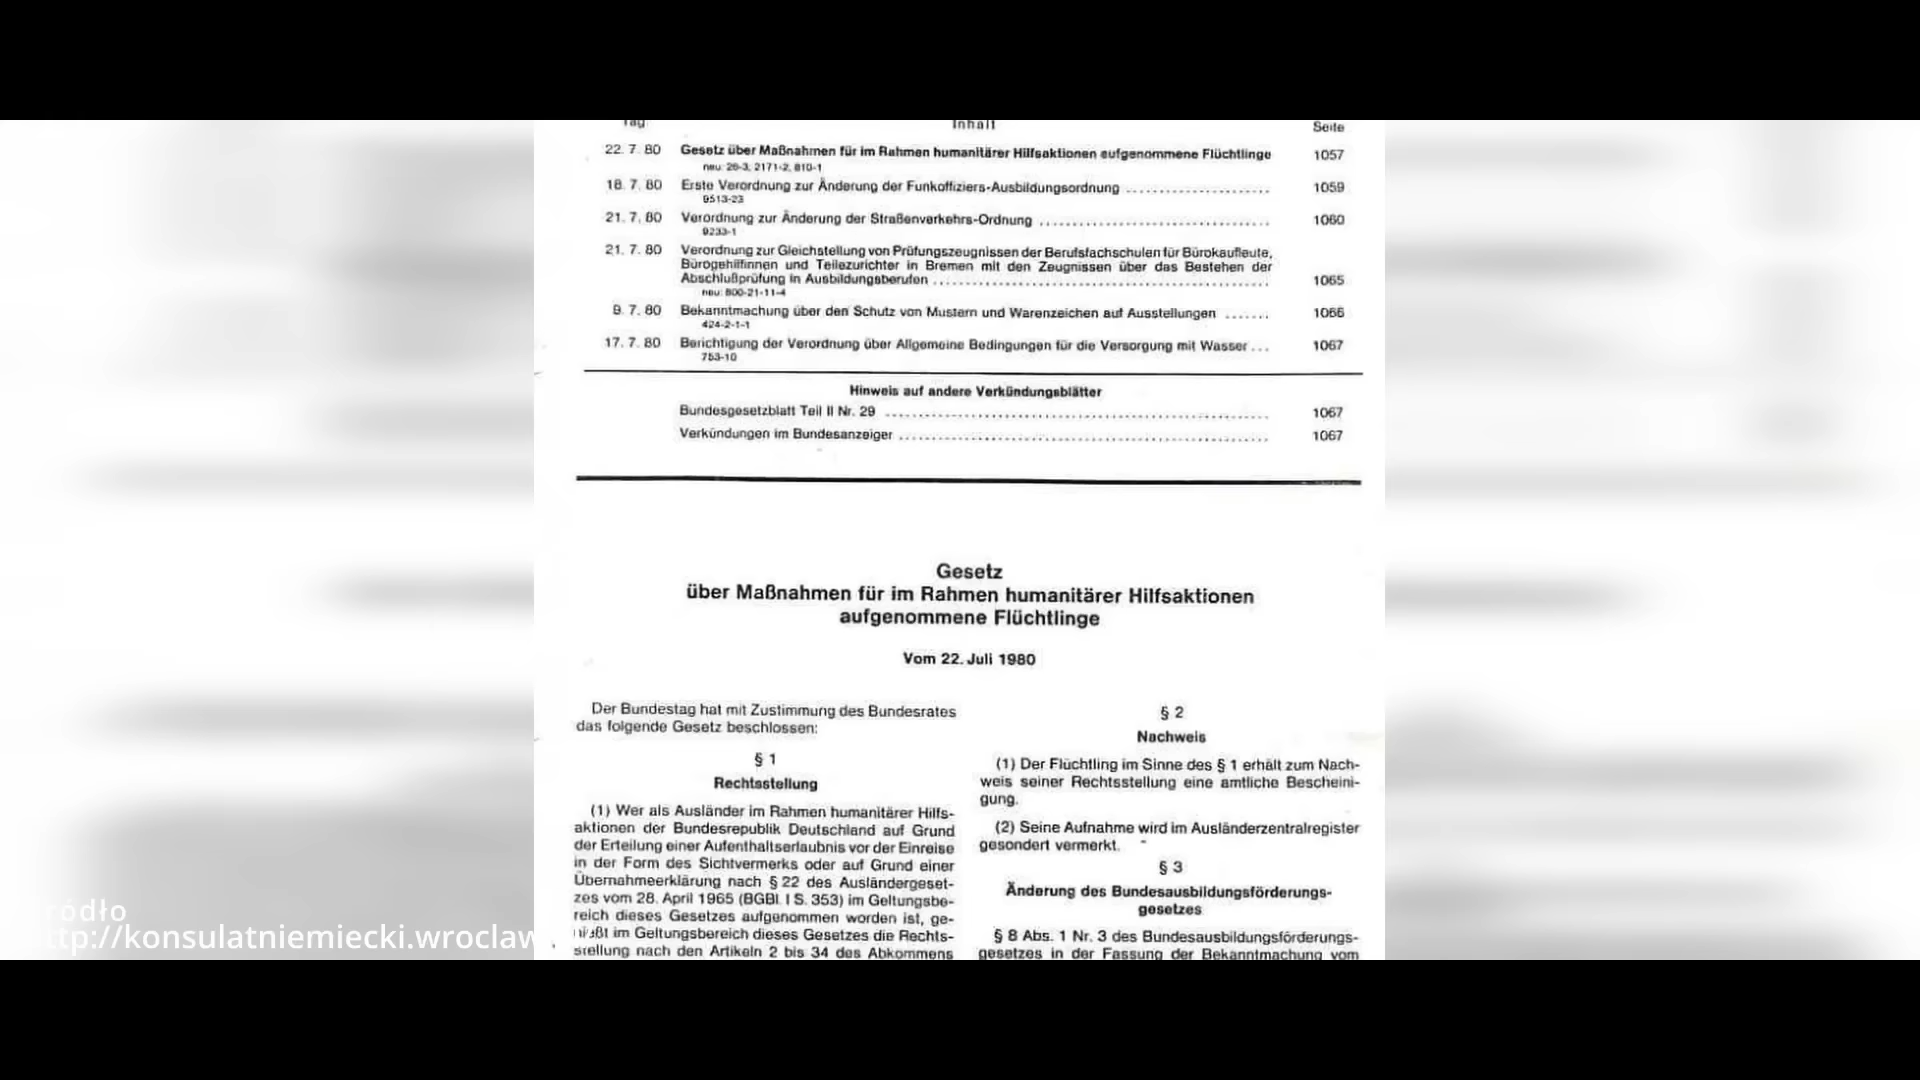 Tag
Inhalt
Seite
22. 7. 80 Gesetz über Maßnahmen für im Rahmen humanitärer Hilfsaktionen aufgenommene Flüchtlinge 1057
neu: 26-3, 2171-2, 810-1
18. 7. 80 Erste Verordnung zur Änderung der Funkoffiziers-Ausbildungsordnung .................... 1059
9513-23
21. 7. 80 Verordnung zur Änderung der Straßenverkehrs-Ordnung .................... 1060
9233-1
21. 7. 80 Verordnung zur Gleichstellung von Prüfungszeugnissen der Berufsfachschulen für Bürokaufleute,
Bürogehilfinnen und Teilezurichter in Bremen mit den Zeugnissen über das Bestehen der
Abschlußprüfung in Ausbildungsberufen .................... 1065
neu: 800-21-11-4
9. 7. 80 Bekanntmachung über den Schutz von Mustern und Warenzeichen auf Ausstellungen ....... 1066
424-2-1-1
17. 7. 80 Berichtigung der Verordnung über Allgemeine Bedingungen für die Versorgung mit Wasser ... 1067
753-10
Hinweis auf andere Verkündungsblätter
Bundesgesetzblatt Teil II Nr. 29 .................... 1067
Verkündungen im Bundesanzeiger .................... 1067
Gesetz
über Maßnahmen für im Rahmen humanitärer Hilfsaktionen
aufgenommene Flüchtlinge
Vom 22. Juli 1980
Der Bundestag hat mit Zustimmung des Bundesrates
das folgende Gesetz beschlossen:
§ 1
Rechtsstellung
(1) Wer als Ausländer im Rahmen humanitärer Hilfs-
aktionen der Bundesrepublik Deutschland auf Grund
der Erteilung einer Aufenthaltserlaubnis vor der Einreise
in der Form des Sichtvermerks oder auf Grund einer
Übernahmeerklärung nach § 22 des Ausländergeset-
zes vom 28. April 1965 (BGBl. I S. 353) im Geltungsbe-
reich dieses Gesetzes aufgenommen worden ist, ge-
nießt im Geltungsbereich dieses Gesetzes die Rechts-
stellung nach den Artikeln 2 bis 34 des Abkommens
§ 2
Nachweis
(1) Der Flüchtling im Sinne des § 1 erhält zum Nach-
weis seiner Rechtsstellung eine amtliche Bescheini-
gung.
(2) Seine Aufnahme wird im Ausländerzentralregister
gesondert vermerkt.
§ 3
Änderung des Bundesausbildungsförderungs-
gesetzes
§ 8 Abs. 1 Nr. 3 des Bundesausbildungsförderungs-
gesetzes in der Fassung der Bekanntmachung vom
ródło
ttp://konsulatniemiecki.wroclaw